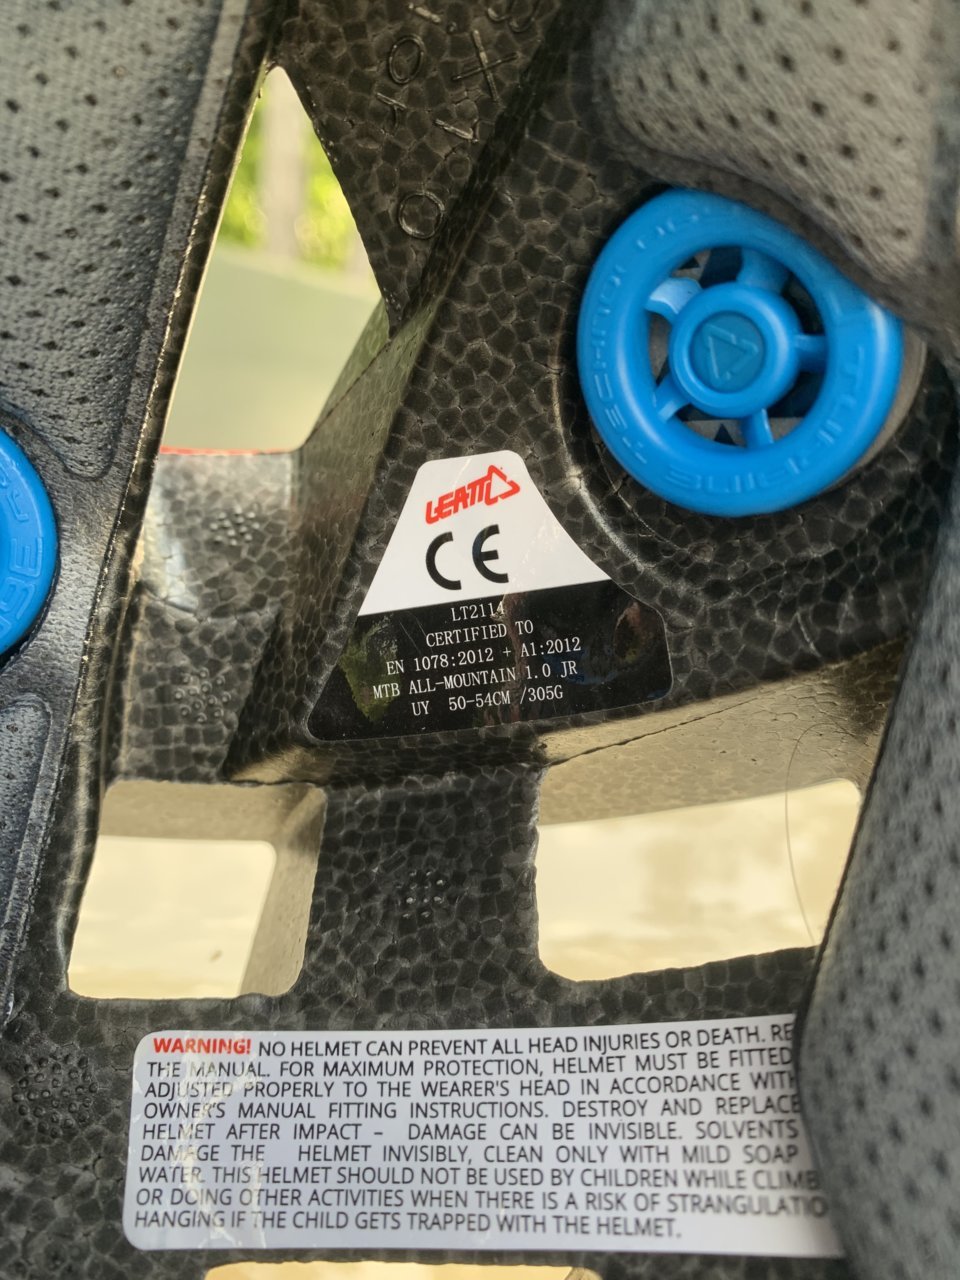 LEATT
CE
LT2114
CERTIFIED TO
EN 1078:2012 + A1:2012
MTB ALL-MOUNTAIN 1.0 JR
UY 50-54CM /305G
TURBINE TECHNOLOGY
WARNING! NO HELMET CAN PREVENT ALL HEAD INJURIES OR DEATH. RE
THE MANUAL. FOR MAXIMUM PROTECTION, HELMET MUST BE FITTED
ADJUSTED PROPERLY TO THE WEARER'S HEAD IN ACCORDANCE WITH
OWNER'S MANUAL FITTING INSTRUCTIONS. DESTROY AND REPLACE
HELMET AFTER IMPACT – DAMAGE CAN BE INVISIBLE. SOLVENTS
DAMAGE THE HELMET INVISIBLY, CLEAN ONLY WITH MILD SOAP
WATER. THIS HELMET SHOULD NOT BE USED BY CHILDREN WHILE CLIMB
OR DOING OTHER ACTIVITIES WHEN THERE IS A RISK OF STRANGULATIO
HANGING IF THE CHILD GETS TRAPPED WITH THE HELMET.